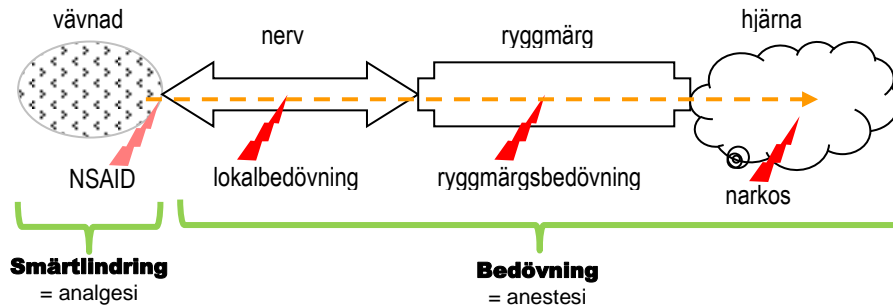 vävnad
nerv
ryggmärg
hjärna
NSAID
lokalbedövning
ryggmärgsbedövning
narkos
Smärtlindring
= analgesi
Bedövning
= anestesi